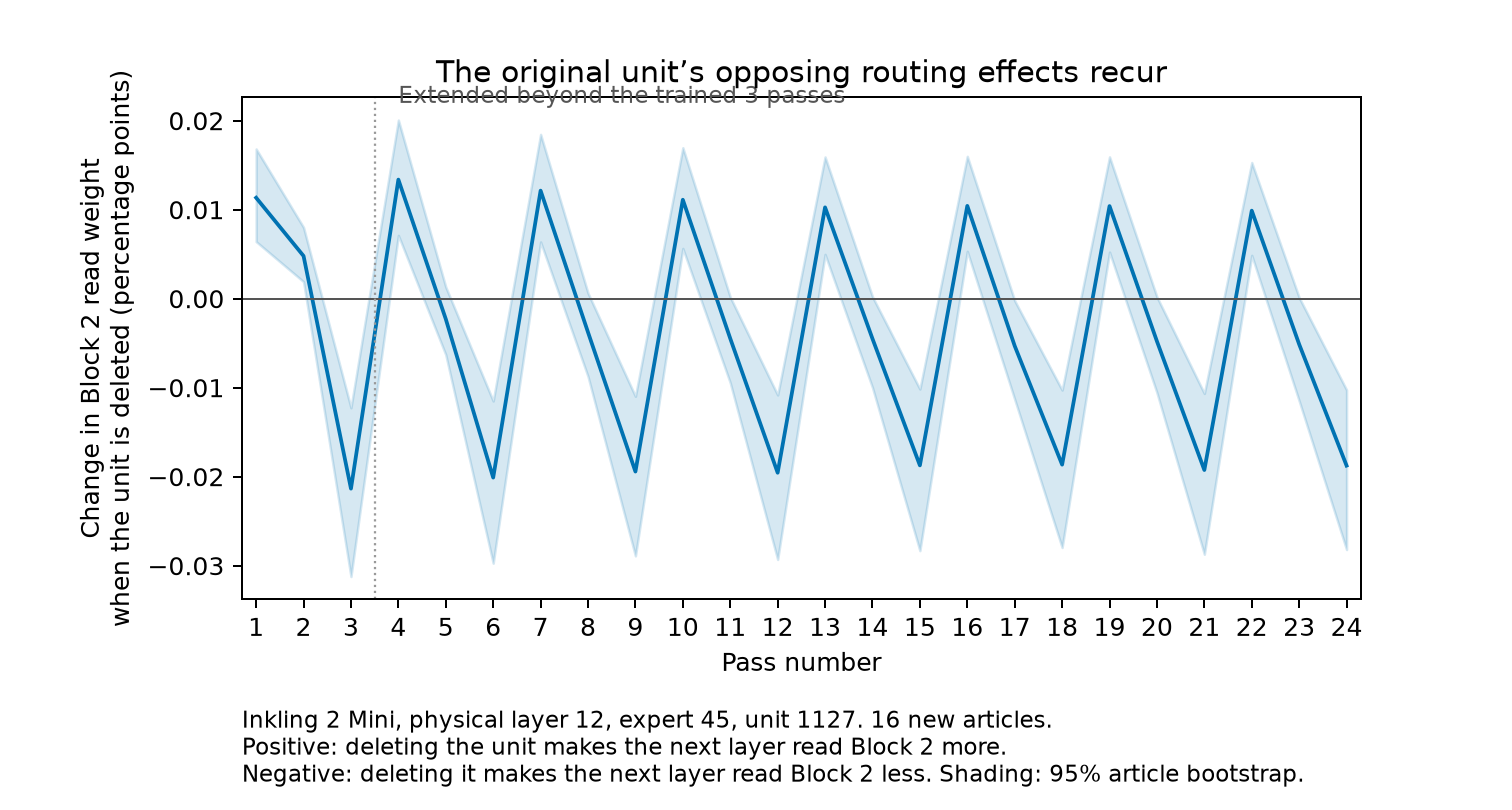 The original unit’s opposing routing effects recur
Extended beyond the trained 3 passes
Change in Block 2 read weight
when the unit is deleted (percentage points)
0.02
0.01
0.00
−0.01
−0.02
−0.03
1 2 3 4 5 6 7 8 9 10 11 12 13 14 15 16 17 18 19 20 21 22 23 24
Pass number
Inkling 2 Mini, physical layer 12, expert 45, unit 1127. 16 new articles.
Positive: deleting the unit makes the next layer read Block 2 more.
Negative: deleting it makes the next layer read Block 2 less. Shading: 95% article bootstrap.